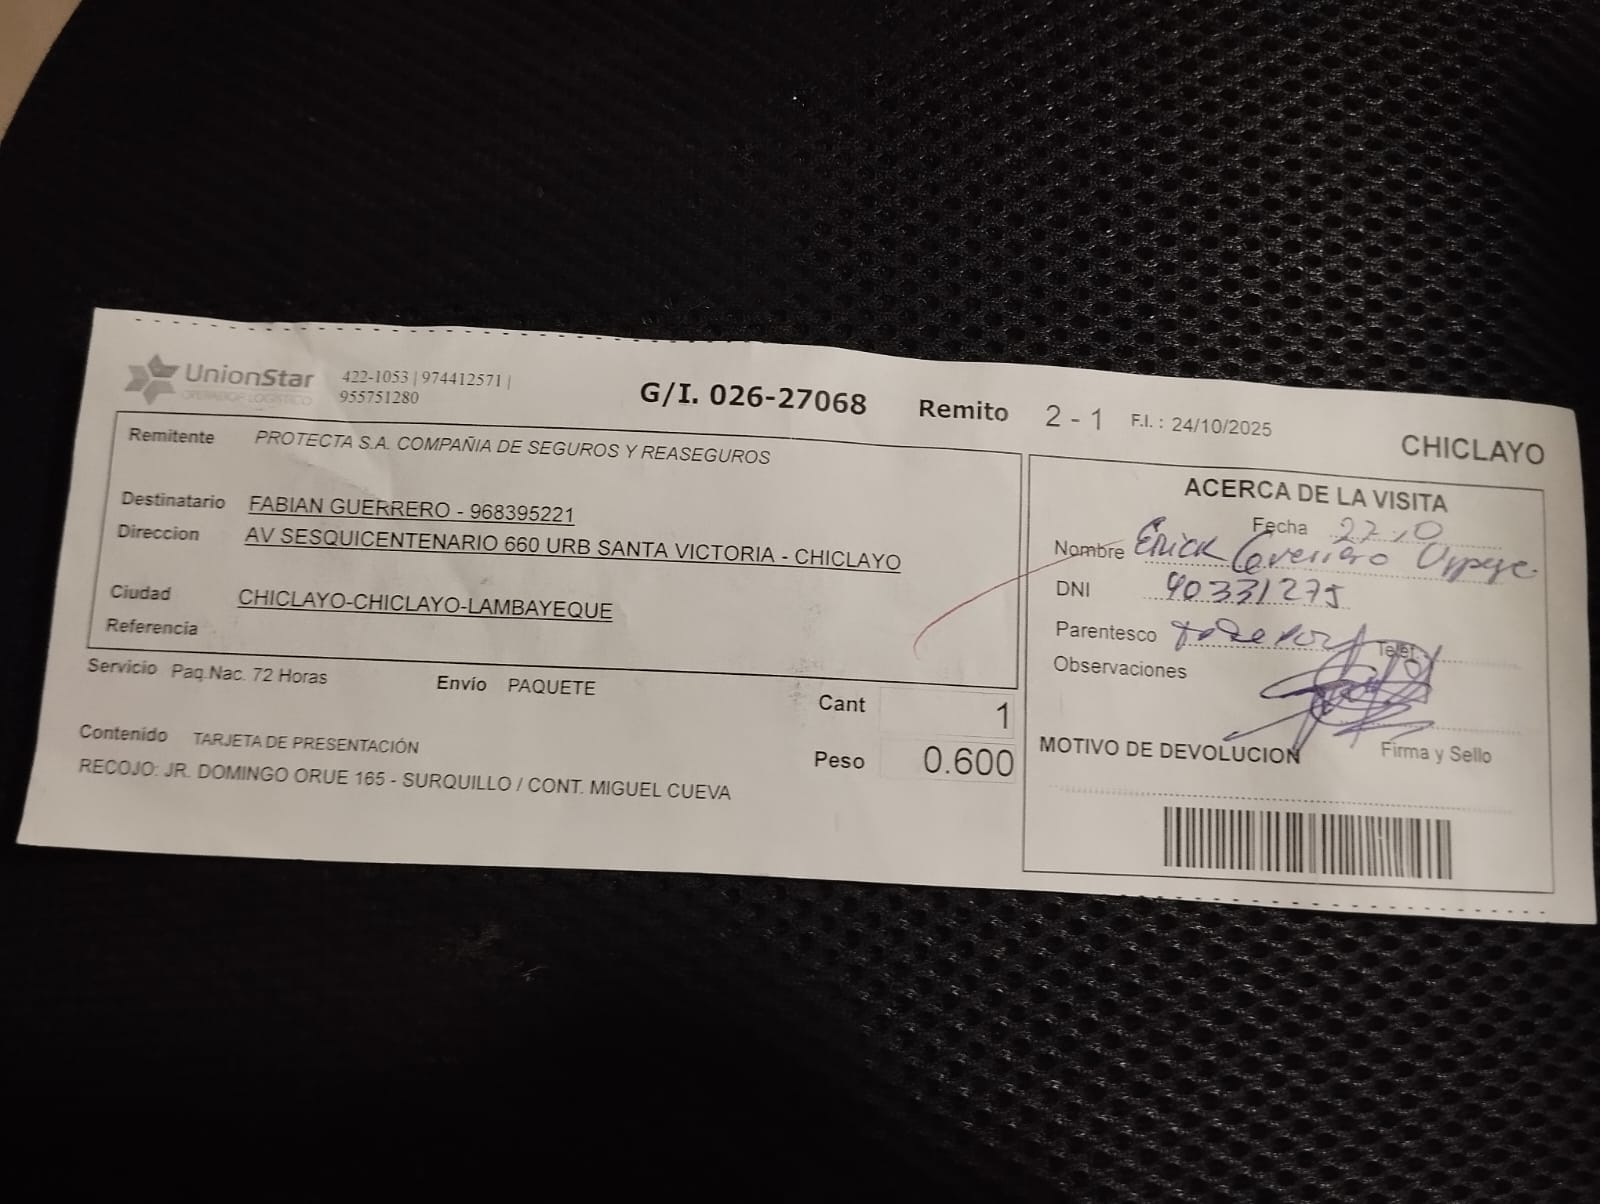 UnionStar
OPERADOR LOGISTICO
422-1053 | 974412571 |
955751280
G/I. 026-27068
Remito 2 - 1
F.I. : 24/10/2025
CHICLAYO
Remitente PROTECTA S.A. COMPAÑIA DE SEGUROS Y REASEGUROS
Destinatario FABIAN GUERRERO - 968395221
Direccion AV SESQUICENTENARIO 660 URB SANTA VICTORIA - CHICLAYO
Ciudad CHICLAYO-CHICLAYO-LAMBAYEQUE
Referencia
Servicio Paq.Nac. 72 Horas
Envío PAQUETE
Cant 1
Contenido TARJETA DE PRESENTACIÓN
Peso 0.600
RECOJO: JR. DOMINGO ORUE 165 - SURQUILLO / CONT. MIGUEL CUEVA
ACERCA DE LA VISITA
Fecha
Nombre Erick
DNI 40331275
Parentesco
Telef
Observaciones
Firma y Sello
MOTIVO DE DEVOLUCION